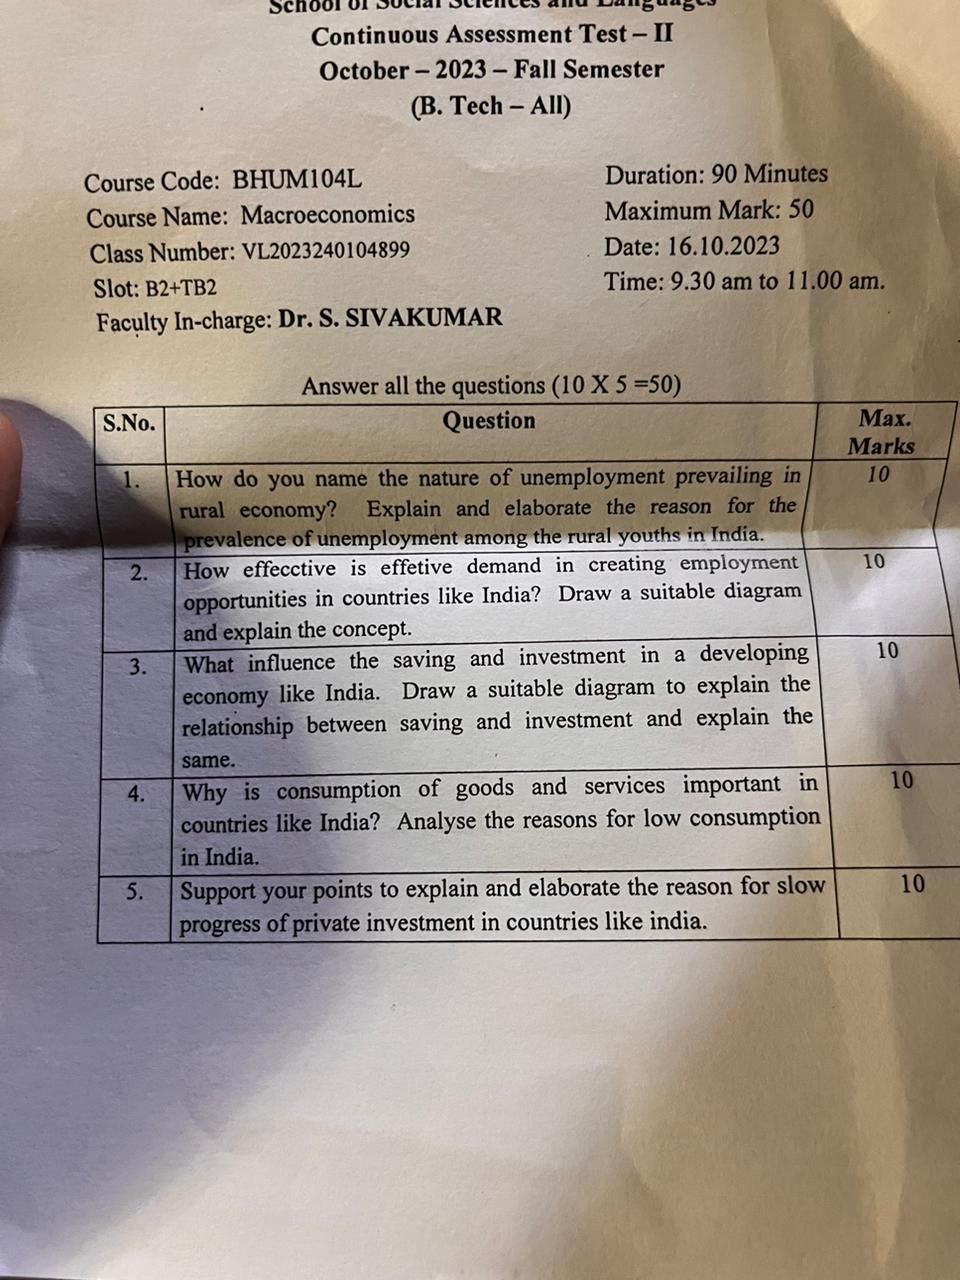 School of Social Sciences and Languages
Continuous Assessment Test – II
October – 2023 – Fall Semester
(B. Tech – All)
Course Code: BHUM104L
Duration: 90 Minutes
Course Name: Macroeconomics
Maximum Mark: 50
Class Number: VL2023240104899
Date: 16.10.2023
Slot: B2+TB2
Time: 9.30 am to 11.00 am.
Faculty In-charge: Dr. S. SIVAKUMAR
Answer all the questions (10 X 5 =50)
S.No. Question Max.
Marks
1. How do you name the nature of unemployment prevailing in 10
rural economy? Explain and elaborate the reason for the
prevalence of unemployment among the rural youths in India.
2. How effecctive is effetive demand in creating employment 10
opportunities in countries like India? Draw a suitable diagram
and explain the concept.
3. What influence the saving and investment in a developing 10
economy like India. Draw a suitable diagram to explain the
relationship between saving and investment and explain the
same.
4. Why is consumption of goods and services important in 10
countries like India? Analyse the reasons for low consumption
in India.
5. Support your points to explain and elaborate the reason for slow 10
progress of private investment in countries like india.